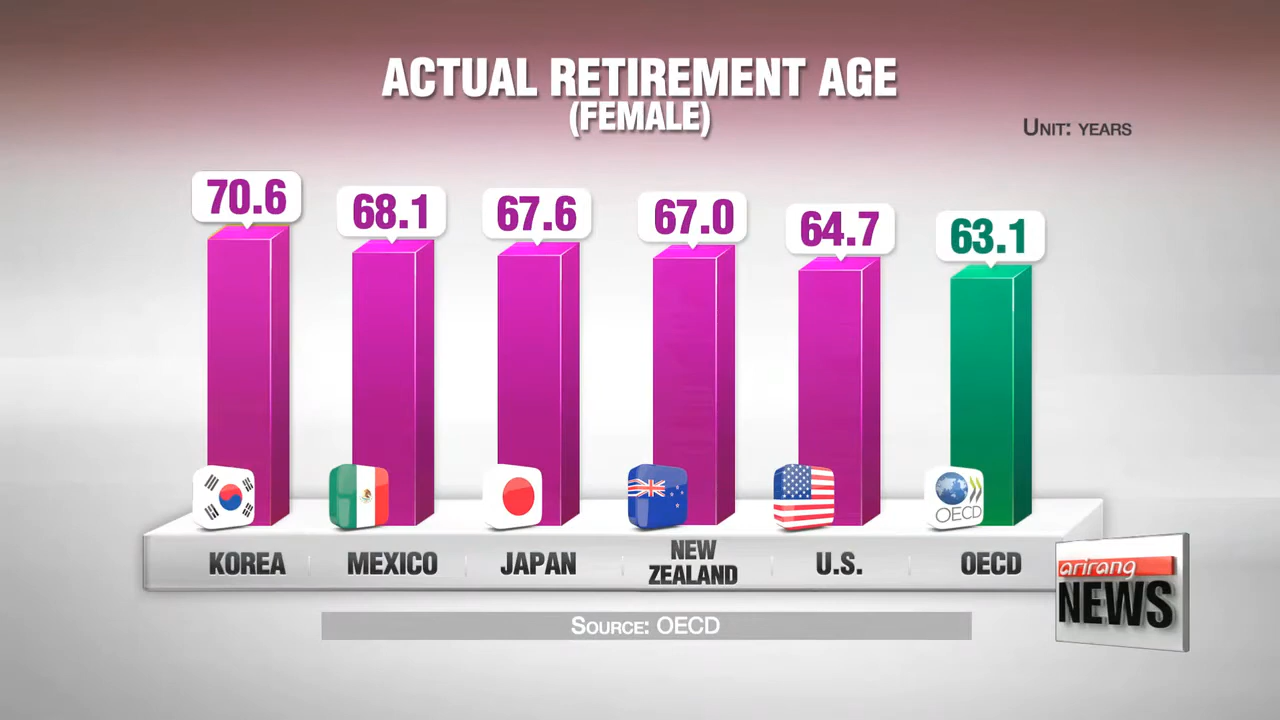 ACTUAL RETIREMENT AGE
(FEMALE)
UNIT: YEARS
70.6
68.1
67.6
67.0
64.7
63.1
OECD
KOREA
MEXICO
JAPAN
NEW
ZEALAND
U.S.
OECD
arirang
NEWS
SOURCE: OECD